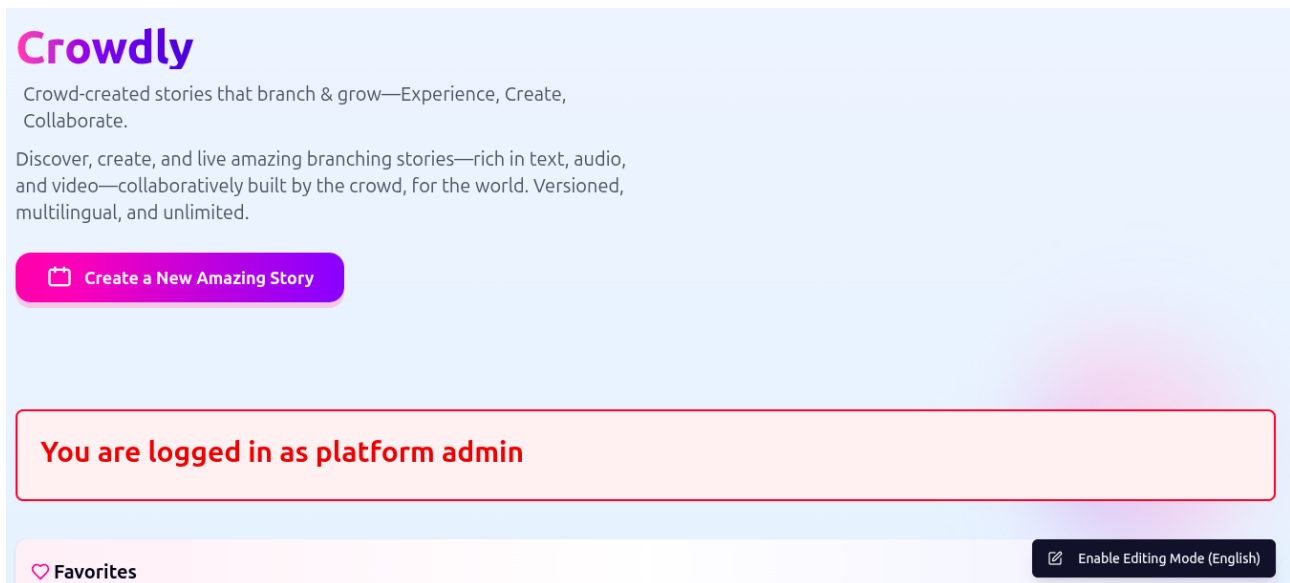 Crowdly
Crowd-created stories that branch & grow—Experience, Create,
Collaborate.
Discover, create, and live amazing branching stories—rich in text, audio,
and video—collaboratively built by the crowd, for the world. Versioned,
multilingual, and unlimited.
Create a New Amazing Story
You are logged in as platform admin
Favorites
Enable Editing Mode (English)